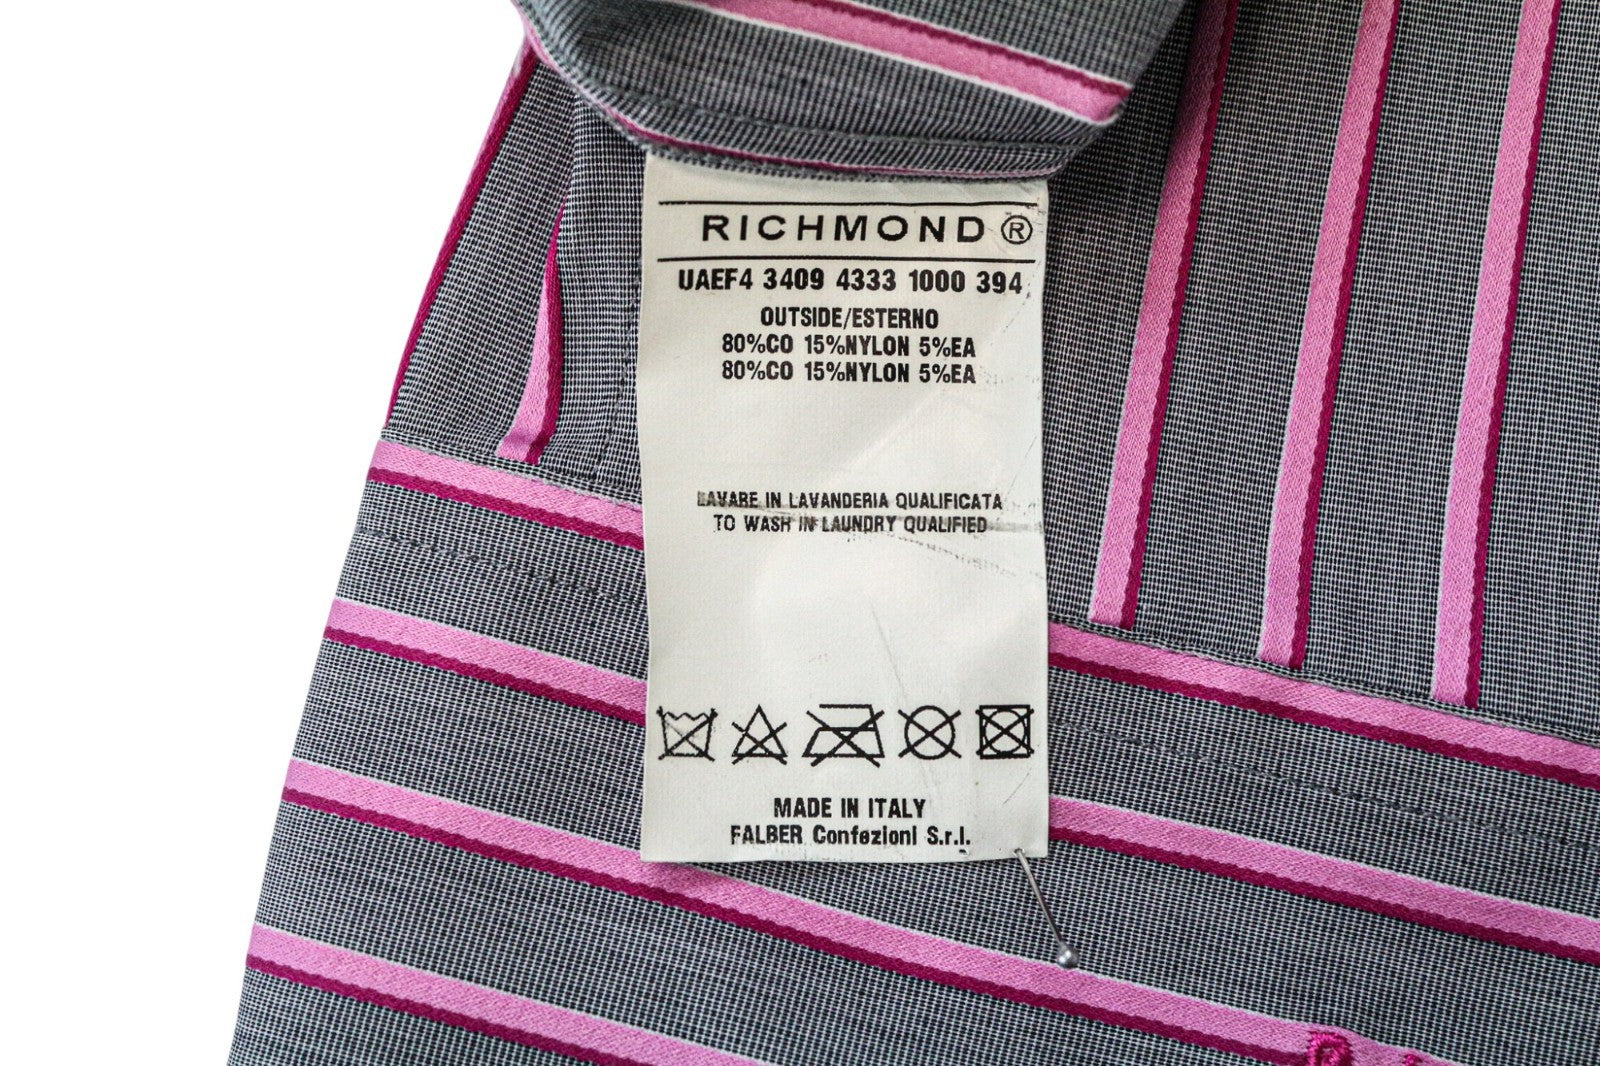 RICHMOND ®
UAEF4 3409 4333 1000 394
OUTSIDE/ESTERNO
80%CO 15%NYLON 5%EA
80%CO 15%NYLON 5%EA
LAVARE IN LAVANDERIA QUALIFICATA
TO WASH IN LAUNDRY QUALIFIED
MADE IN ITALY
FALBER Confezioni S.r.l.